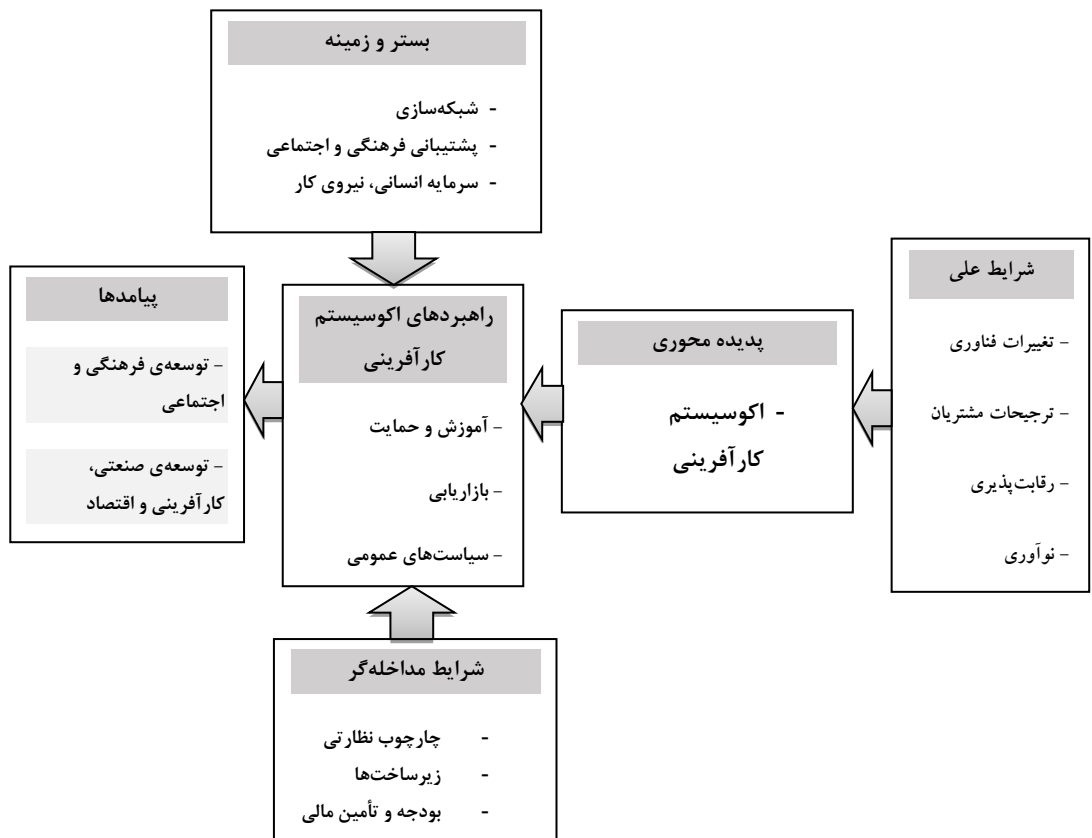 بستر و زمینه
- شبکه‌سازی
- پشتیبانی فرهنگی و اجتماعی
- سرمایه انسانی، نیروی کار
شرایط علی
- تغییرات فناوری
- ترجیحات مشتریان
- رقابت‌پذیری
- نوآوری
پدیده محوری
- اکوسیستم
کارآفرینی
راهبردهای اکوسیستم
کارآفرینی
- آموزش و حمایت
- بازاریابی
- سیاست‌های عمومی
پیامدها
- توسعه‌ی فرهنگی و
اجتماعی
- توسعه‌ی صنعتی،
کارآفرینی و اقتصاد
شرایط مداخله‌گر
- چارچوب نظارتی
- زیرساخت‌ها
- بودجه و تأمین مالی